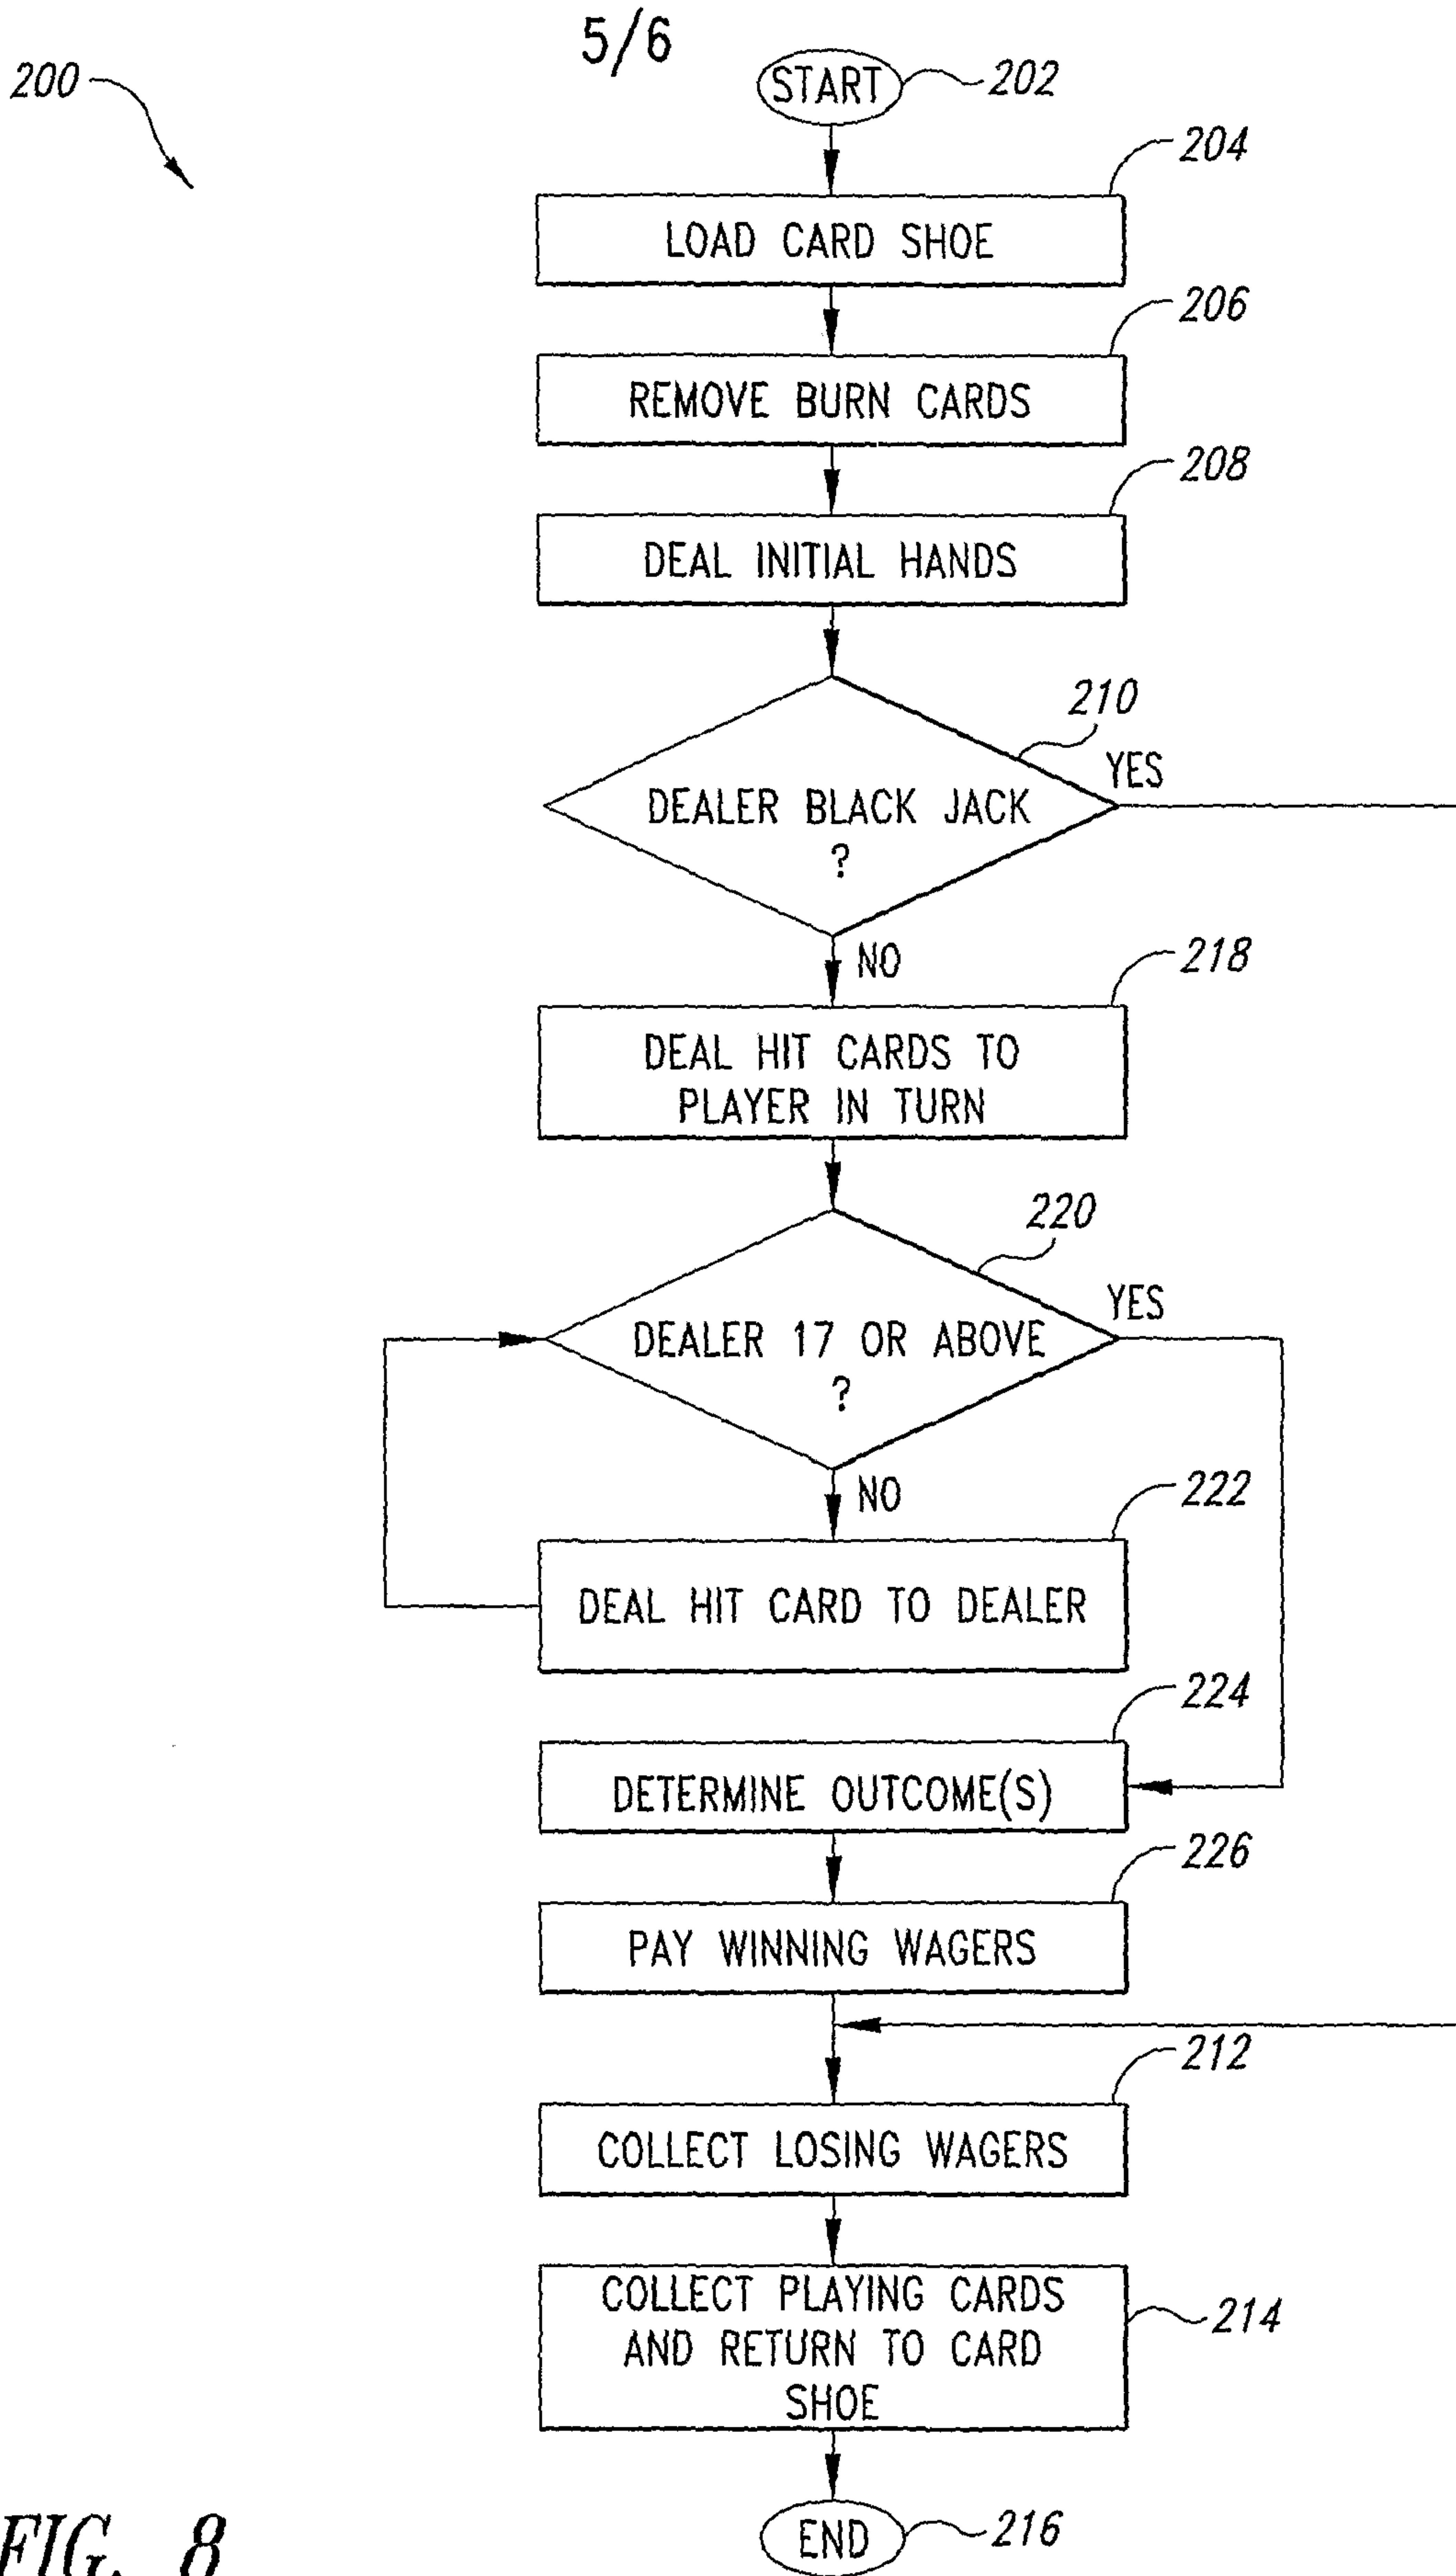 5/6
200
START
202
204
LOAD CARD SHOE
206
REMOVE BURN CARDS
208
DEAL INITIAL HANDS
210
YES
DEALER BLACK JACK
?
NO
218
DEAL HIT CARDS TO
PLAYER IN TURN
220
YES
DEALER 17 OR ABOVE
?
NO
222
DEAL HIT CARD TO DEALER
224
DETERMINE OUTCOME(S)
226
PAY WINNING WAGERS
212
COLLECT LOSING WAGERS
COLLECT PLAYING CARDS
AND RETURN TO CARD
SHOE
214
END
216
FIG. 8